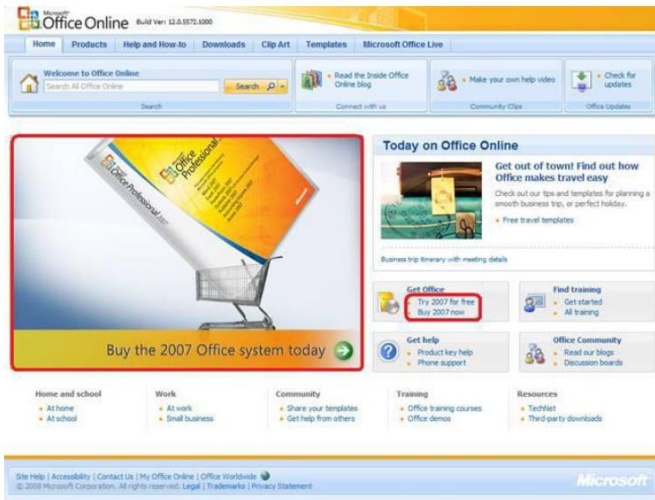 Microsoft®
Office Online Build Ver: 12.0.5572.1000
Home Products Help and How-to Downloads Clip Art Templates Microsoft Office Live
Welcome to Office Online
Search All Office Online
Search
Search
Read the Inside Office Online blog
Connect with us
Make your own help video
Community Clips
Check for updates
Office Updates
Office Professional 2007
Office Professional 2007
Buy the 2007 Office system today
Today on Office Online
Get out of town! Find out how
Office makes travel easy
Check out our tips and templates for planning a
smooth business trip, or perfect holiday.
Free travel templates
Business trip itinerary with meeting details
Get Office
Try 2007 for free
Buy 2007 now
Find training
Get started
All training
Get help
Product key help
Phone support
Office Community
Read our blogs
Discussion boards
Home and school
At home
At school
Work
At work
Small business
Community
Share your templates
Get help from others
Training
Office training courses
Office demos
Resources
TechNet
Third-party downloads
Site Help | Accessibility | Contact Us | My Office Online | Office Worldwide
© 2008 Microsoft Corporation. All rights reserved. Legal | Trademarks | Privacy Statement
Microsoft